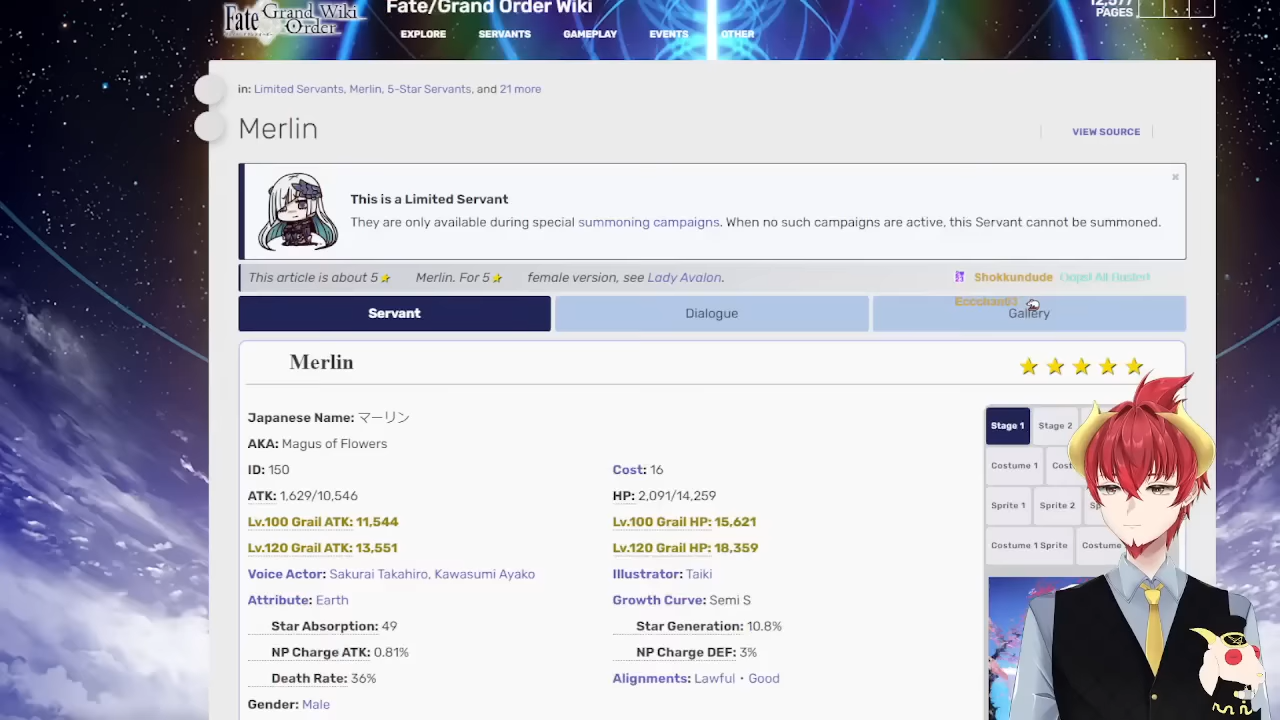 Fate Grand Wiki Order
Fate/Grand Order Wiki
12,577
PAGES
EXPLORE SERVANTS GAMEPLAY EVENTS OTHER
in: Limited Servants, Merlin, 5-Star Servants, and 21 more
Merlin
VIEW SOURCE
This is a Limited Servant
They are only available during special summoning campaigns. When no such campaigns are active, this Servant cannot be summoned.
This article is about 5 Merlin. For 5 female version, see Lady Avalon.
Shokkundude Oops! All Busted!
Servant Dialogue Gallery
Merlin
Japanese Name: マーリン
AKA: Magus of Flowers
ID: 150
Cost: 16
ATK: 1,629/10,546
HP: 2,091/14,259
Lv.100 Grail ATK: 11,544
Lv.100 Grail HP: 15,621
Lv.120 Grail ATK: 13,551
Lv.120 Grail HP: 18,359
Voice Actor: Sakurai Takahiro, Kawasumi Ayako
Illustrator: Taiki
Attribute: Earth
Growth Curve: Semi S
Star Absorption: 49
Star Generation: 10.8%
NP Charge ATK: 0.81%
NP Charge DEF: 3%
Death Rate: 36%
Alignments: Lawful・Good
Gender: Male
Stage 1 Stage 2
Costume 1
Sprite 1 Sprite 2
Costume 1 Sprite